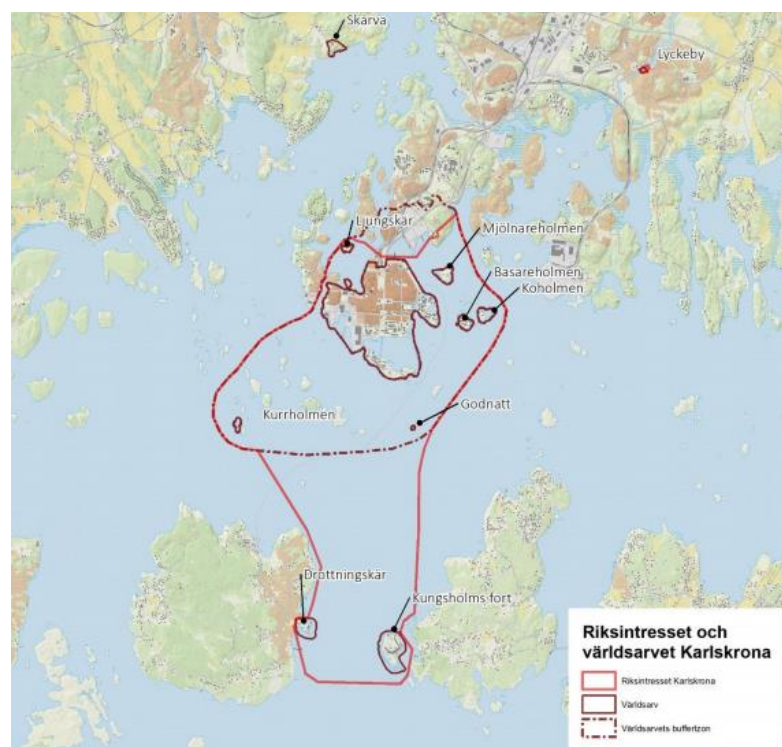 Skärva
Lyckeby
Ljungskär
Mjölnareholmen
Basareholmen
Koholmen
Kurrholmen
Godnatt
Drottningskär
Kungsholms fort
Riksintresset och
världsarvet Karlskrona
Riksintresset Karlskrona
Världsarv
Världsarvets buffertzon